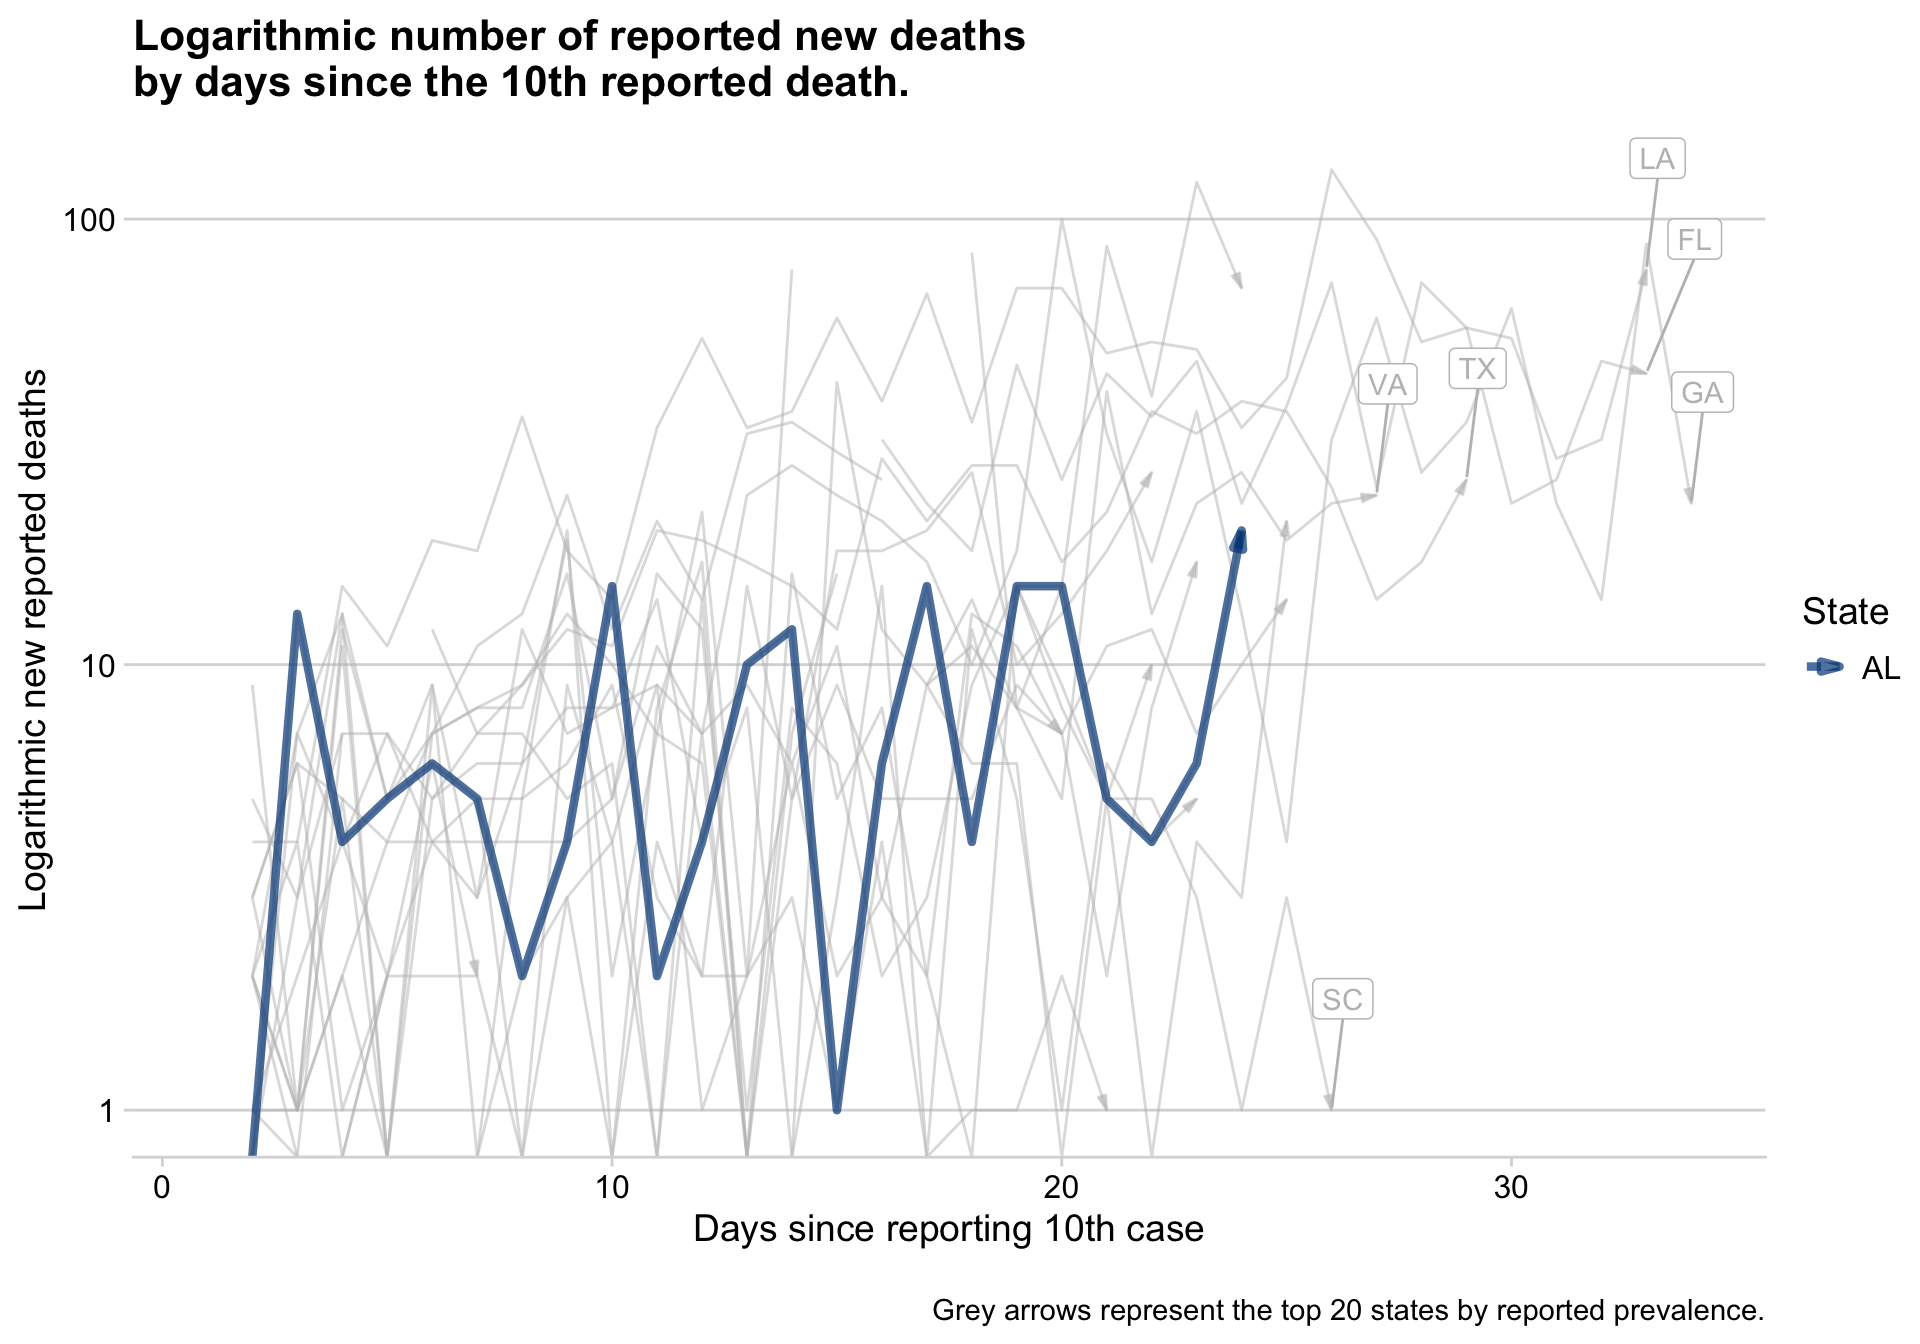 Logarithmic number of reported new deaths
by days since the 10th reported death.
LA
100
FL
TX
VA
GA
Logarithmic new reported deaths
State
10
AL
SC
1
0 10 20 30
Days since reporting 10th case
Grey arrows represent the top 20 states by reported prevalence.